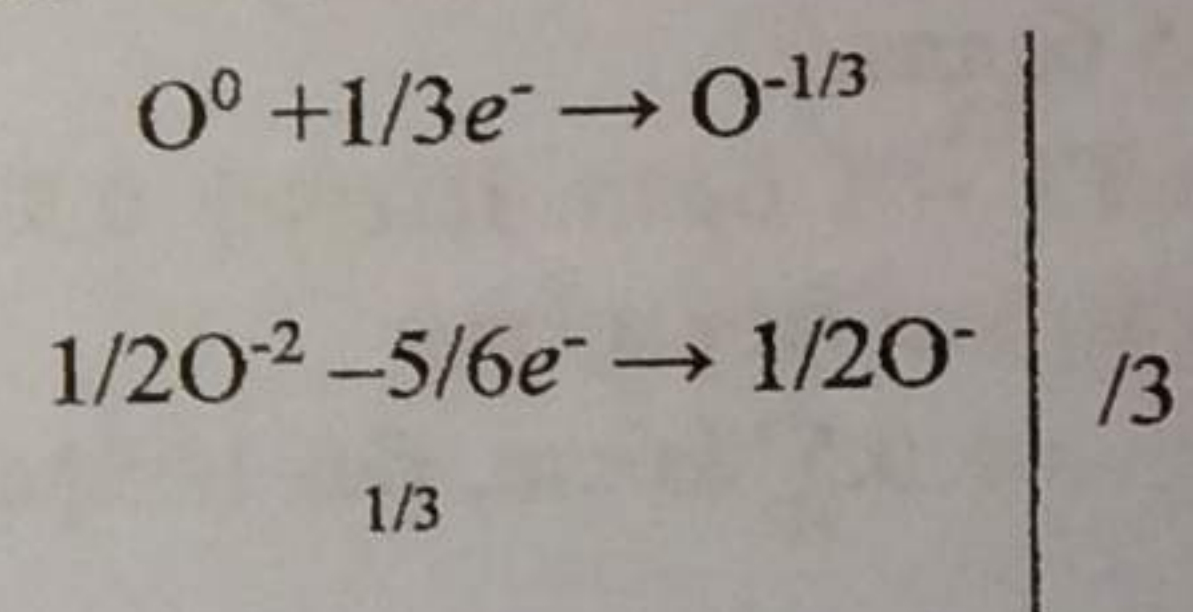 O⁰ +1/3e⁻ → O⁻¹/³
1/2O⁻² –5/6e⁻ → 1/2O⁻
/3
1/3